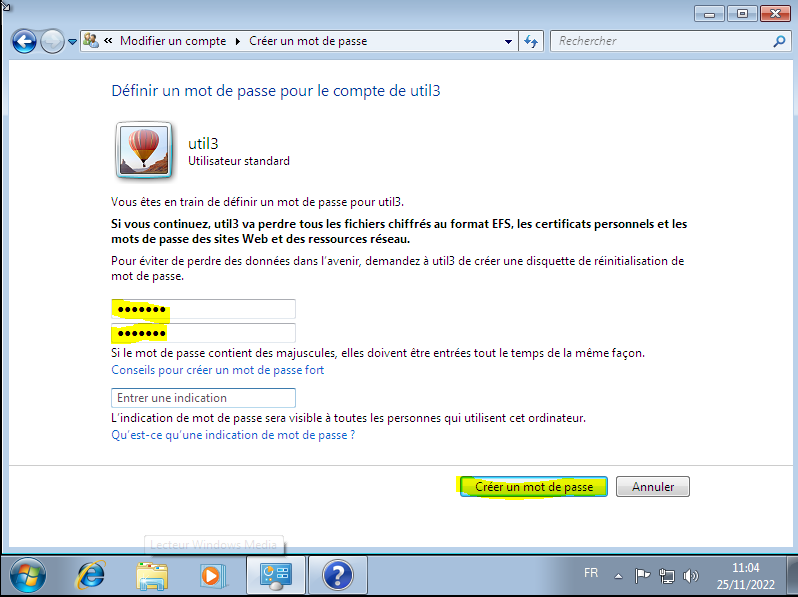 « Modifier un compte ▸ Créer un mot de passe
Rechercher
Définir un mot de passe pour le compte de util3
util3
Utilisateur standard
Vous êtes en train de définir un mot de passe pour util3.
Si vous continuez, util3 va perdre tous les fichiers chiffrés au format EFS, les certificats personnels et les
mots de passe des sites Web et des ressources réseau.
Pour éviter de perdre des données dans l'avenir, demandez à util3 de créer une disquette de réinitialisation de
mot de passe.
•••••••
•••••••
Si le mot de passe contient des majuscules, elles doivent être entrées tout le temps de la même façon.
Conseils pour créer un mot de passe fort
Entrer une indication
L'indication de mot de passe sera visible à toutes les personnes qui utilisent cet ordinateur.
Qu'est-ce qu'une indication de mot de passe ?
Créer un mot de passe
Annuler
Lecteur Windows Media
FR
11:04
25/11/2022